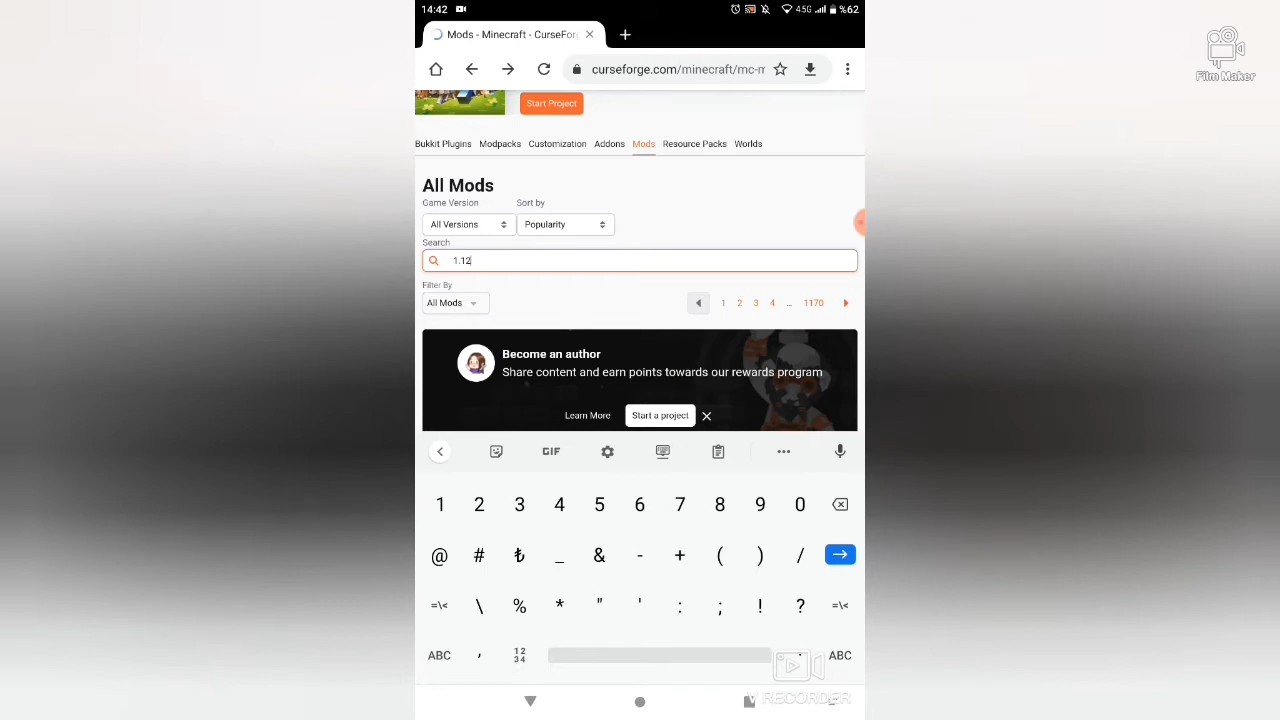 14:42
4.5G %62
Mods - Minecraft - CurseFor
curseforge.com/minecraft/mc-m
Film Maker
Start Project
Bukkit Plugins Modpacks Customization Addons Mods Resource Packs Worlds
All Mods
Game Version Sort by
All Versions Popularity
Search
1.12
Filter By
All Mods 1 2 3 4 ... 1170
Become an author
Share content and earn points towards our rewards program
Learn More Start a project
GIF
1 2 3 4 5 6 7 8 9 0
@ # ₺ _ & - + ( ) /
=\< \ % * " ' : ; ! ? =\<
ABC , 12 . ABC
34
V RECORDER